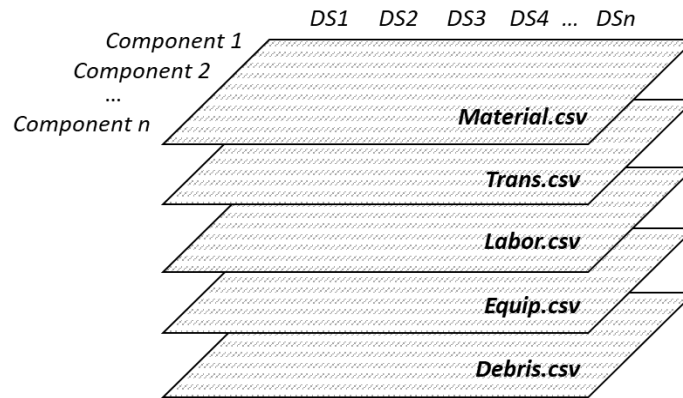 DS1 DS2 DS3 DS4 ... DSn
Component 1
Component 2
...
Component n
Material.csv
Trans.csv
Labor.csv
Equip.csv
Debris.csv